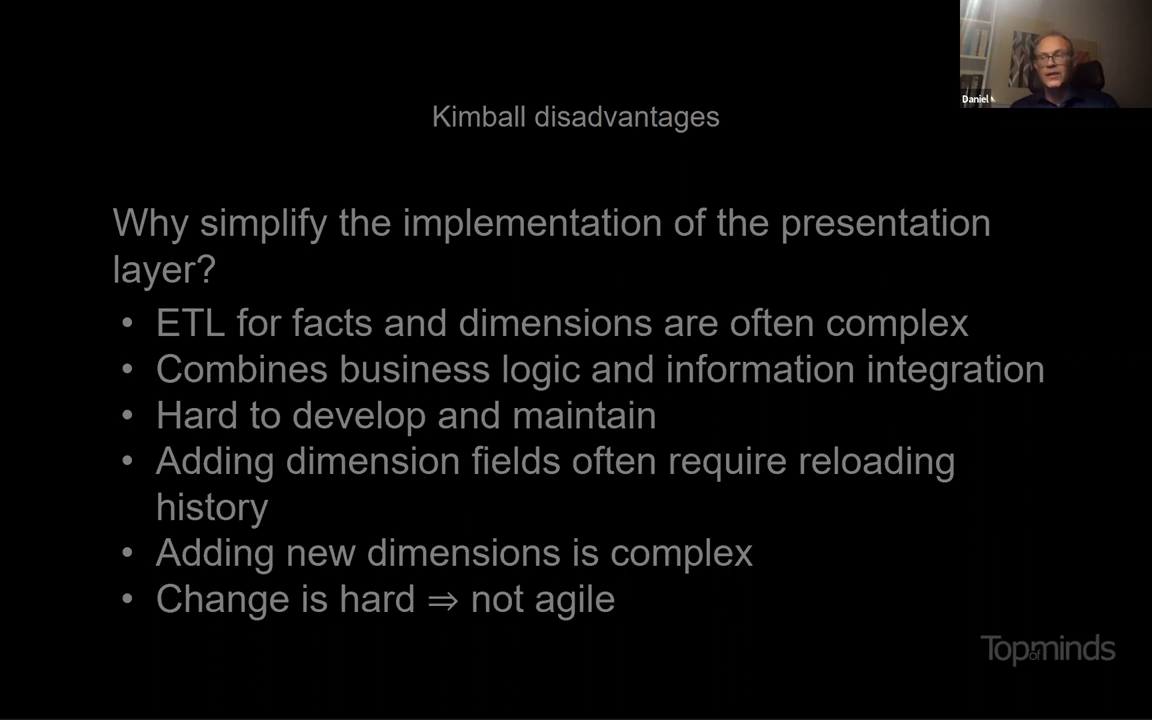 Daniel
Kimball disadvantages
Why simplify the implementation of the presentation
layer?
• ETL for facts and dimensions are often complex
• Combines business logic and information integration
• Hard to develop and maintain
• Adding dimension fields often require reloading
history
• Adding new dimensions is complex
• Change is hard ⇒ not agile
Topofminds